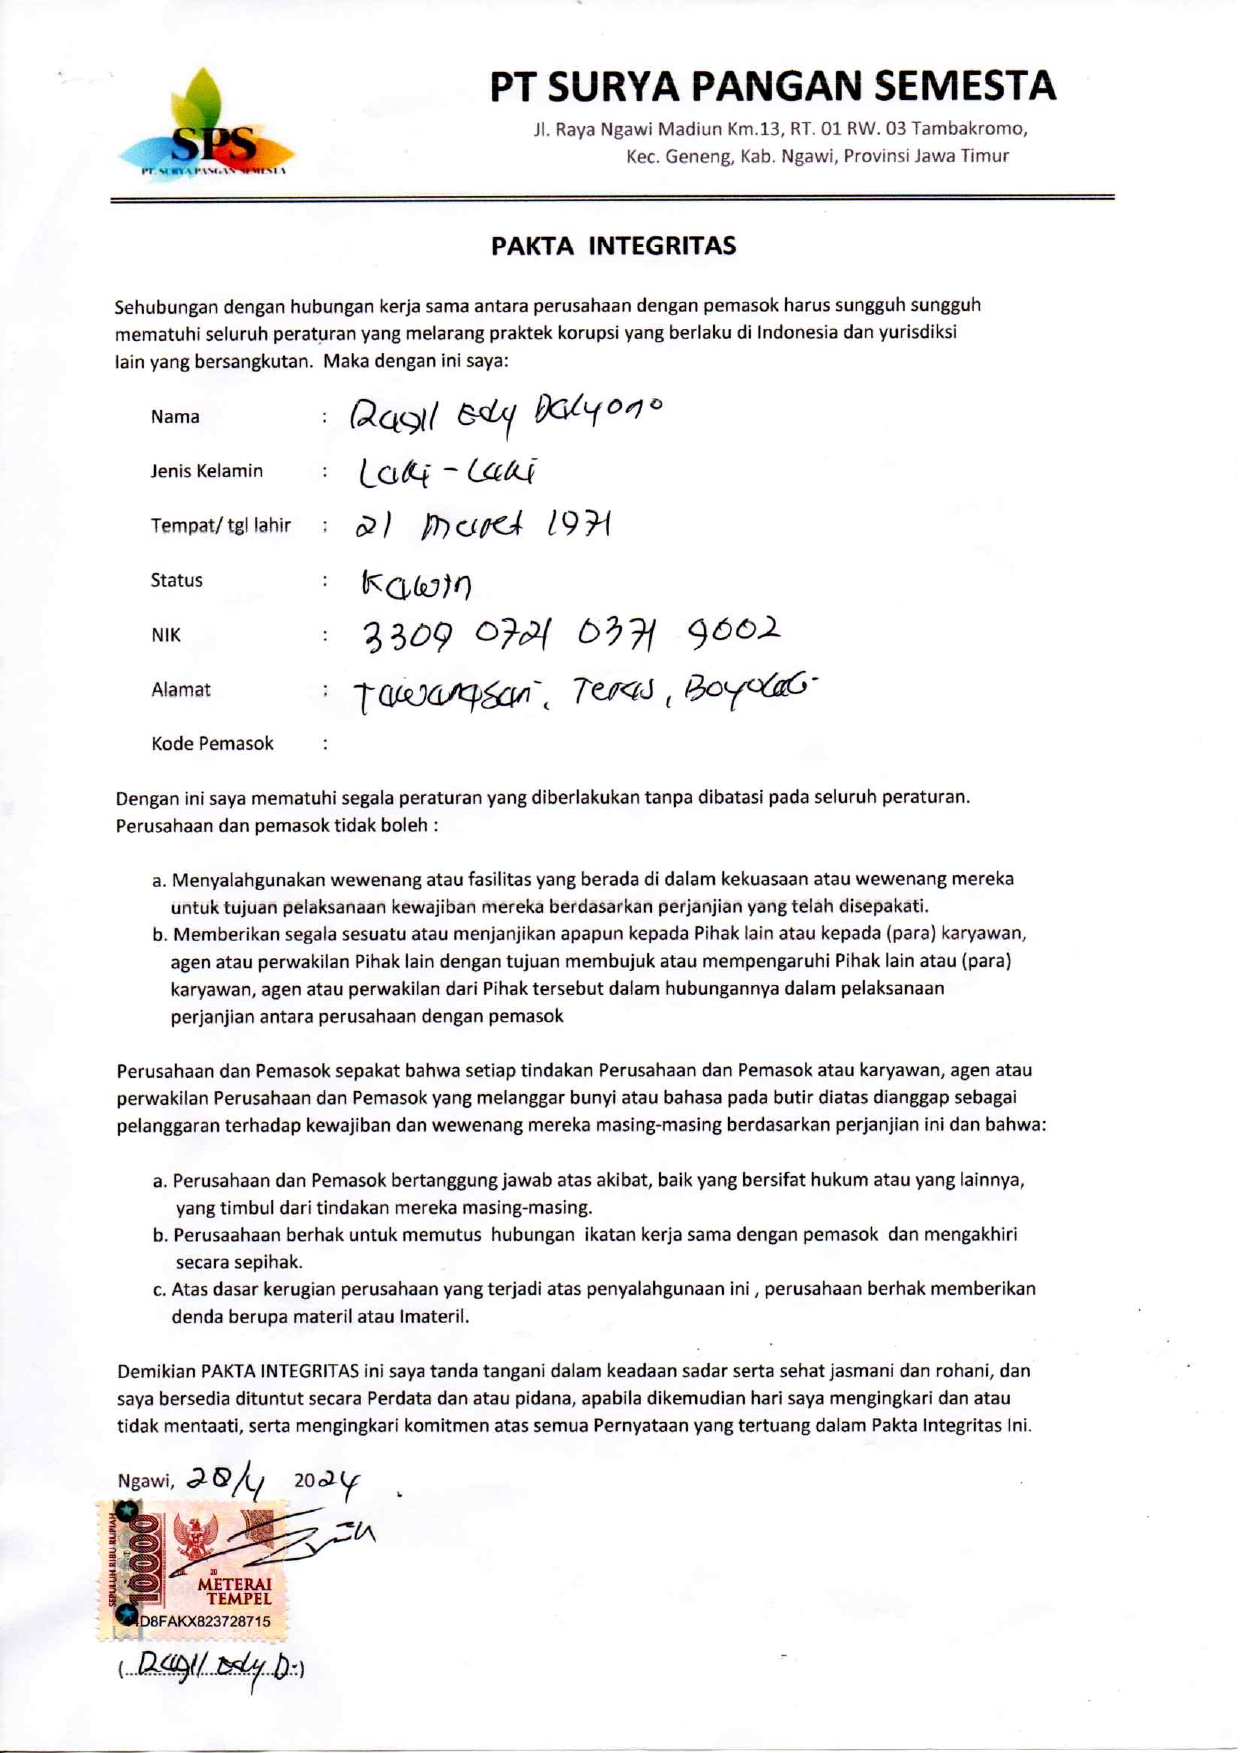 SPS
PT. SURYA PANGAN SEMESTA
PT SURYA PANGAN SEMESTA
Jl. Raya Ngawi Madiun Km.13, RT. 01 RW. 03 Tambakromo,
Kec. Geneng, Kab. Ngawi, Provinsi Jawa Timur
PAKTA INTEGRITAS
Sehubungan dengan hubungan kerja sama antara perusahaan dengan pemasok harus sungguh sungguh
mematuhi seluruh peraturan yang melarang praktek korupsi yang berlaku di Indonesia dan yurisdiksi
lain yang bersangkutan. Maka dengan ini saya:
Nama : Ragil Edy Dalyono
Jenis Kelamin : Laki-Laki
Tempat/ tgl lahir : 21 Maret 1971
Status : Kawin
NIK : 3309 0721 0371 9002
Alamat : Tawangsari, Teras, Boyolali
Kode Pemasok :
Dengan ini saya mematuhi segala peraturan yang diberlakukan tanpa dibatasi pada seluruh peraturan.
Perusahaan dan pemasok tidak boleh :
a. Menyalahgunakan wewenang atau fasilitas yang berada di dalam kekuasaan atau wewenang mereka
untuk tujuan pelaksanaan kewajiban mereka berdasarkan perjanjian yang telah disepakati.
b. Memberikan segala sesuatu atau menjanjikan apapun kepada Pihak lain atau kepada (para) karyawan,
agen atau perwakilan Pihak lain dengan tujuan membujuk atau mempengaruhi Pihak lain atau (para)
karyawan, agen atau perwakilan dari Pihak tersebut dalam hubungannya dalam pelaksanaan
perjanjian antara perusahaan dengan pemasok
Perusahaan dan Pemasok sepakat bahwa setiap tindakan Perusahaan dan Pemasok atau karyawan, agen atau
perwakilan Perusahaan dan Pemasok yang melanggar bunyi atau bahasa pada butir diatas dianggap sebagai
pelanggaran terhadap kewajiban dan wewenang mereka masing-masing berdasarkan perjanjian ini dan bahwa:
a. Perusahaan dan Pemasok bertanggung jawab atas akibat, baik yang bersifat hukum atau yang lainnya,
yang timbul dari tindakan mereka masing-masing.
b. Perusaahaan berhak untuk memutus hubungan ikatan kerja sama dengan pemasok dan mengakhiri
secara sepihak.
c. Atas dasar kerugian perusahaan yang terjadi atas penyalahgunaan ini , perusahaan berhak memberikan
denda berupa materil atau Imateril.
Demikian PAKTA INTEGRITAS ini saya tanda tangani dalam keadaan sadar serta sehat jasmani dan rohani, dan
saya bersedia dituntut secara Perdata dan atau pidana, apabila dikemudian hari saya mengingkari dan atau
tidak mentaati, serta mengingkari komitmen atas semua Pernyataan yang tertuang dalam Pakta Integritas Ini.
Ngawi, 20/4 2024
SEPULUH RIBU RUPIAH
10000
20
METERAI
TEMPEL
D8FAKX823728715
(Ragil Edy D.)